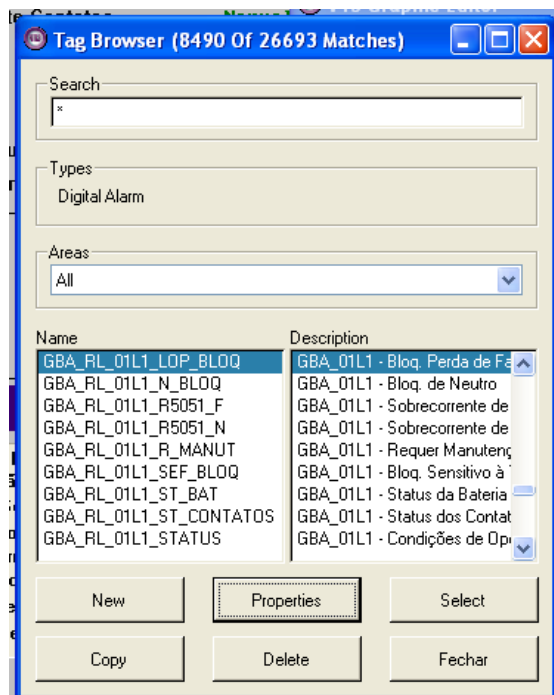 Tag Browser (8490 Of 26693 Matches)
Search
*
Types
Digital Alarm
Areas
All
Name Description
GBA_RL_01L1_LOP_BLOQ GBA_01L1 - Bloq. Perda de Fa
GBA_RL_01L1_N_BLOQ GBA_01L1 - Bloq. de Neutro
GBA_RL_01L1_R5051_F GBA_01L1 - Sobrecorrente de
GBA_RL_01L1_R5051_N GBA_01L1 - Sobrecorrente de
GBA_RL_01L1_R_MANUT GBA_01L1 - Requer Manutenç
GBA_RL_01L1_SEF_BLOQ GBA_01L1 - Bloq. Sensitivo à
GBA_RL_01L1_ST_BAT GBA_01L1 - Status da Bateria
GBA_RL_01L1_ST_CONTATOS GBA_01L1 - Status dos Contat
GBA_RL_01L1_STATUS GBA_01L1 - Condições de Ope
New Properties Select
Copy Delete Fechar